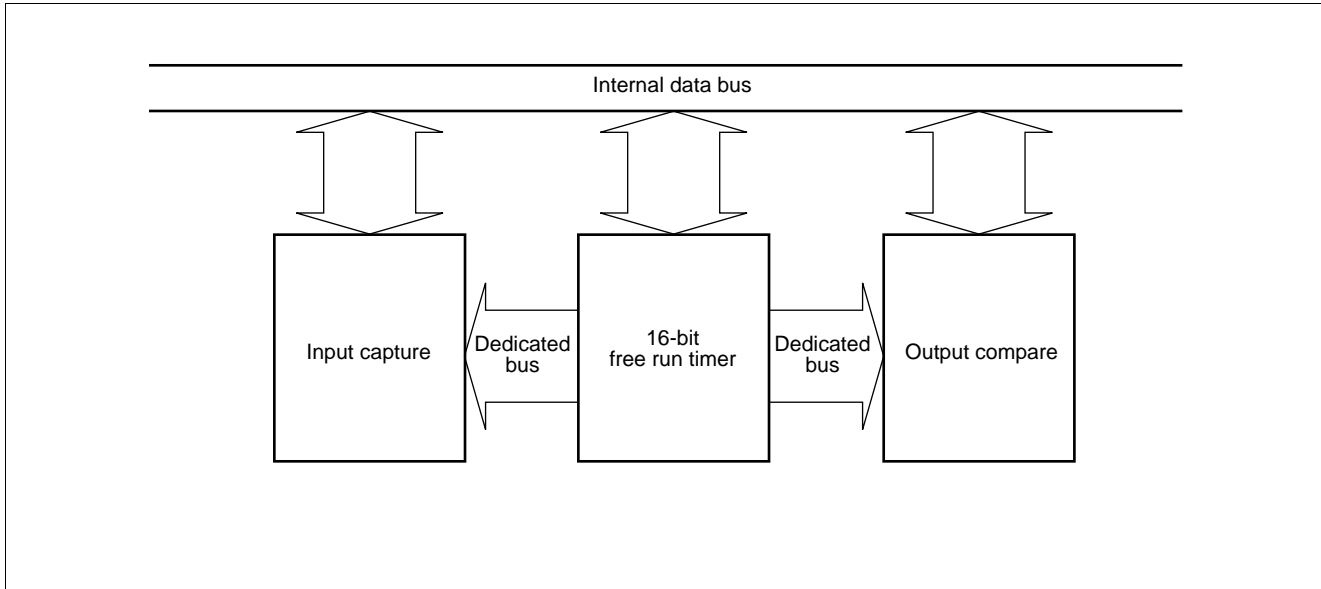 Internal data bus
Input capture
Dedicated
bus
16-bit
free run timer
Dedicated
bus
Output compare